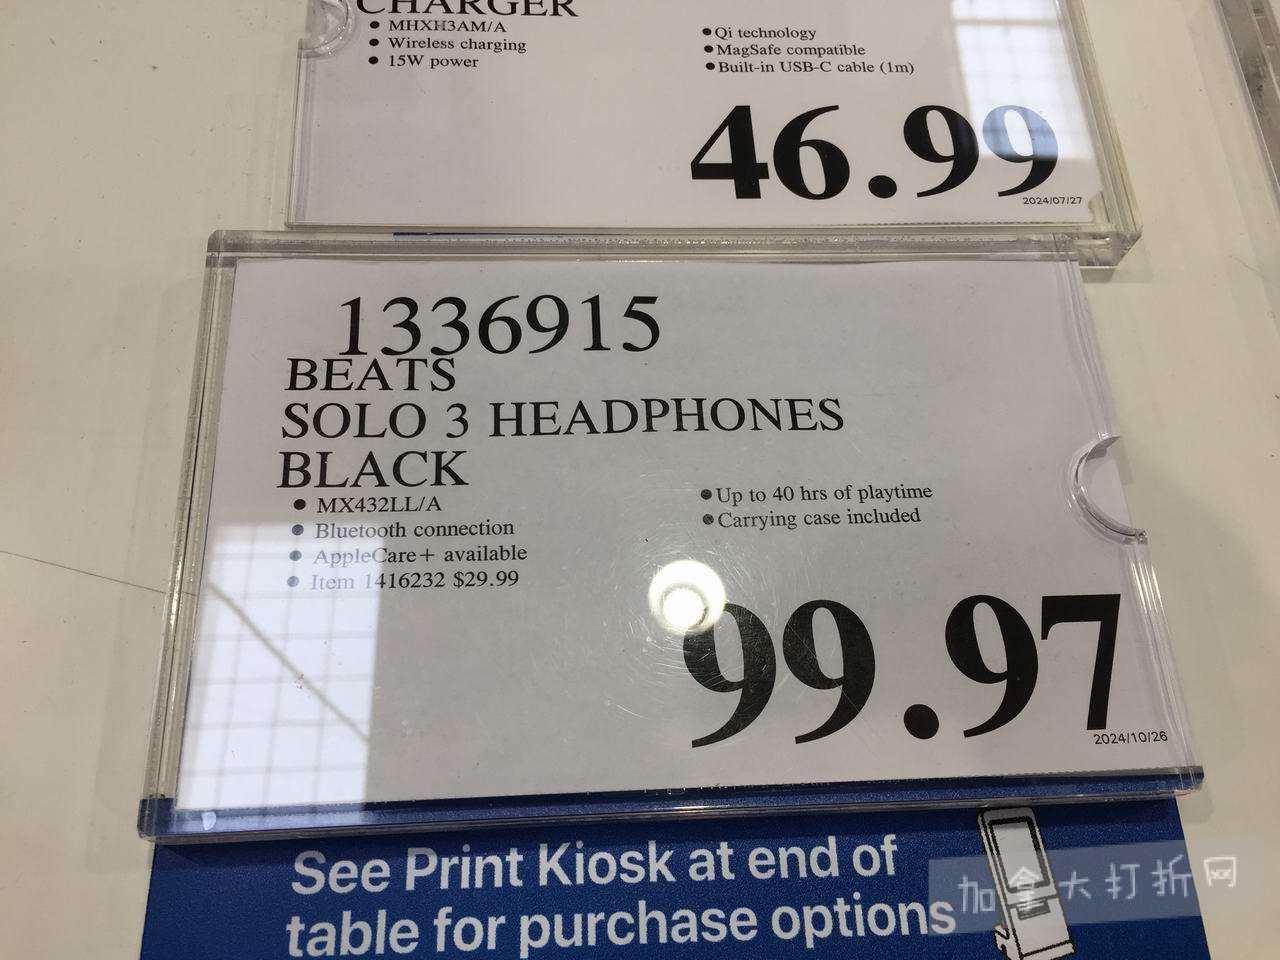 CHARGER
MHXH3AM/A
Wireless charging
15W power
Qi technology
MagSafe compatible
Built-in USB-C cable (1m)
46.99
2024/07/27
1336915
BEATS
SOLO 3 HEADPHONES
BLACK
MX432LL/A
Bluetooth connection
AppleCare+ available
Item 1416232 $29.99
Up to 40 hrs of playtime
Carrying case included
99.97
2024/10/26
See Print Kiosk at end of
table for purchase options
加拿大打折网